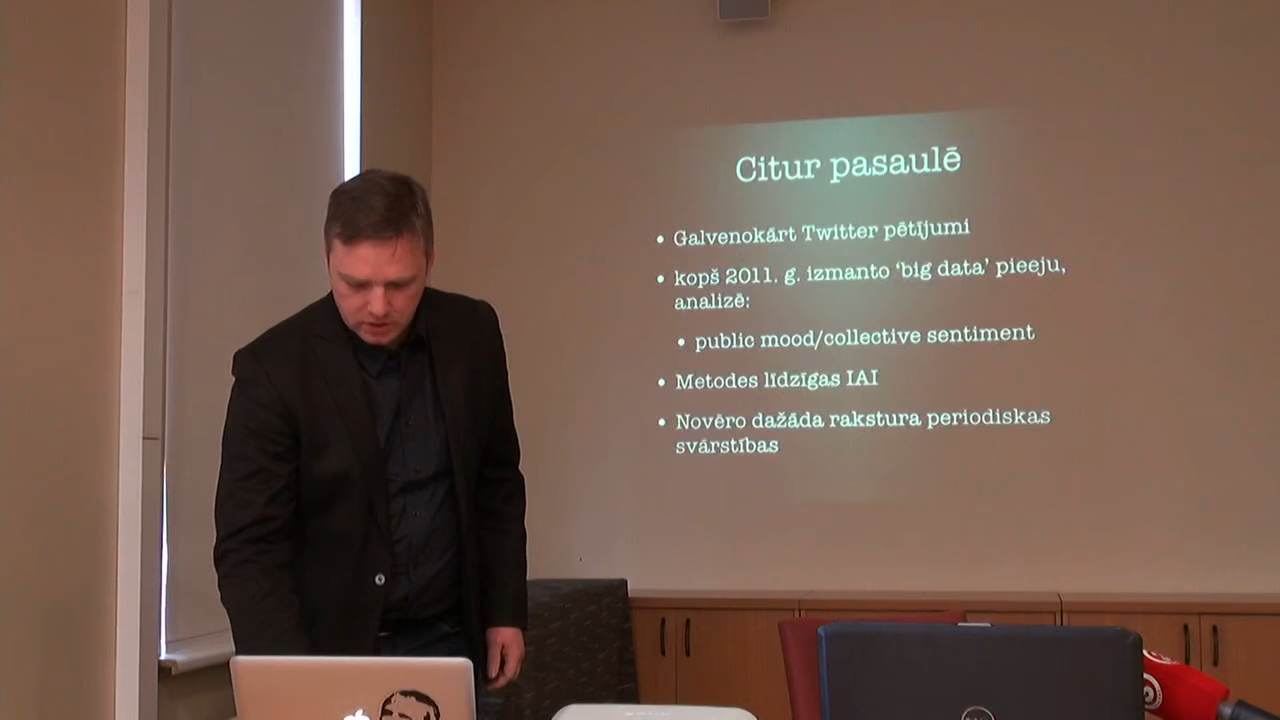 Citur pasaulē
• Galvenokārt Twitter pētījumi
• kopš 2011. g. izmanto ‘big data’ pieeju,
analizē:
• public mood/collective sentiment
• Metodes līdzīgas IAI
• Novēro dažāda rakstura periodiskas
svārstības